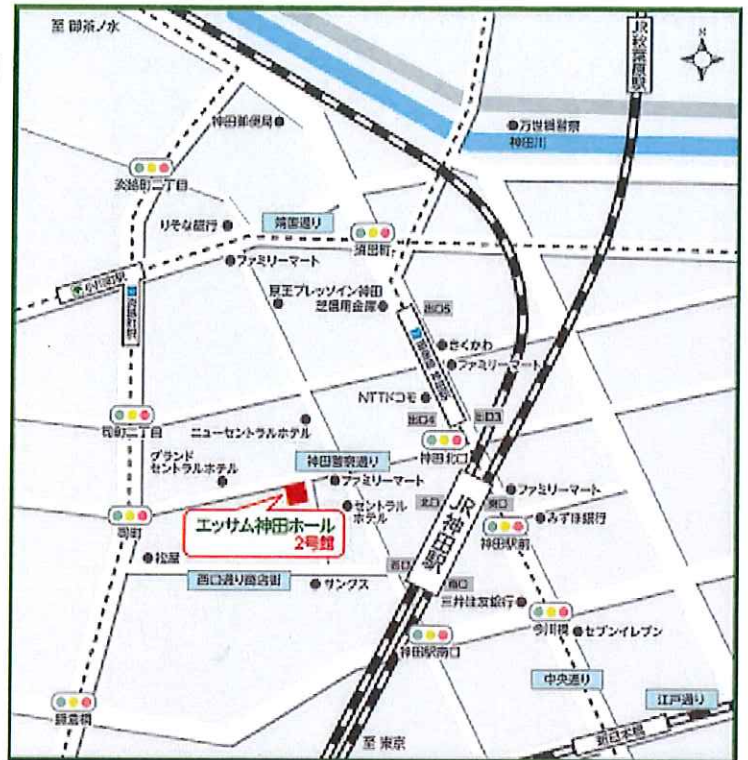 至 御茶ノ水
JR秋葉原駅
N
神田郵便局
万世橋警察
神田川
淡路町二丁目
りそな銀行
靖国通り
須田町
ファミリーマート
小川町駅
淡路町駅
京王プレッソイン神田
芝信用金庫
出口5
きくかわ
ファミリーマート
NTTドコモ
出口4
出口3
司町二丁目
ニューセントラルホテル
神田北口
グランド
セントラルホテル
神田警察通り
ファミリーマート
ファミリーマート
エッサム神田ホール
2号館
セントラル
ホテル
北口
JR神田駅
東口
みずほ銀行
神田駅前
司町
松屋
西口
西口通り商店街
サンクス
南口
三井住友銀行
今川橋
セブンイレブン
神田駅南口
中央通り
江戸通り
鎌倉橋
新日本橋
至 東京